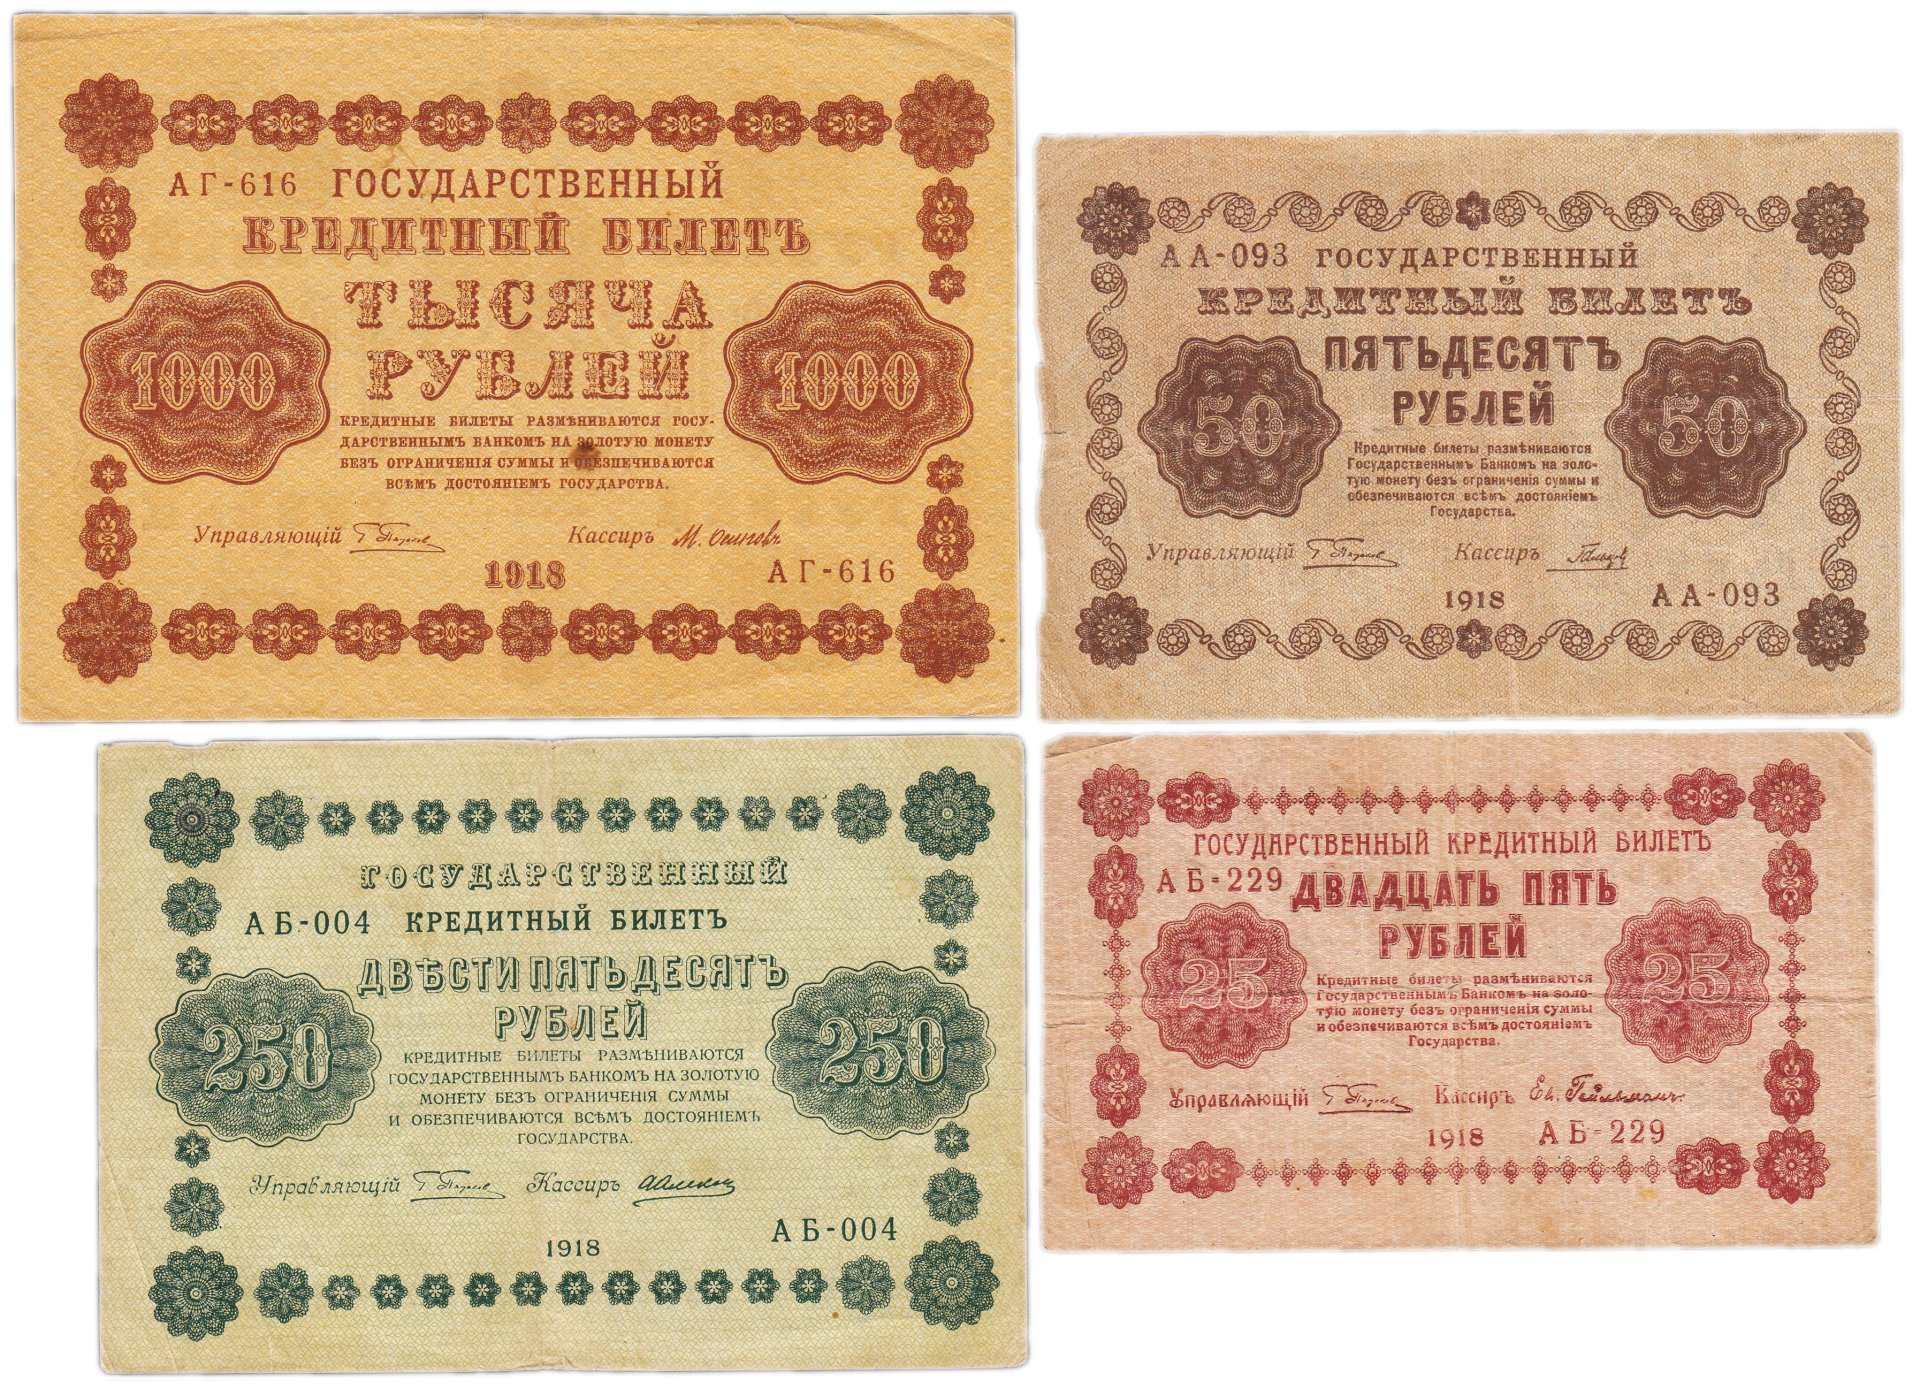 АГ-616 ГОСУДАРСТВЕННЫЙ
КРЕДИТНЫЙ БИЛЕТЪ
ТЫСЯЧА
РУБЛЕЙ
1000 1000
КРЕДИТНЫЕ БИЛЕТЫ РАЗМѢНИВАЮТСЯ ГОСУ-
ДАРСТВЕННЫМЪ БАНКОМЪ НА ЗОЛОТУЮ МОНЕТУ
БЕЗЪ ОГРАНИЧЕНІЯ СУММЫ И ОБЕЗПЕЧИВАЮТСЯ
ВСѢМЪ ДОСТОЯНІЕМЪ ГОСУДАРСТВА.
Управляющій Кассиръ М. Осиповъ
1918 АГ-616
АА-093 ГОСУДАРСТВЕННЫЙ
КРЕДИТНЫЙ БИЛЕТЪ
ПЯТЬДЕСЯТЪ
РУБЛЕЙ
50 50
Кредитные билеты размѣниваются
Государственнымъ Банкомъ на золо-
тую монету безъ ограниченія суммы и
обезпечиваются всѣмъ достояніемъ
Государства.
Управляющій Кассиръ
1918 АА-093
ГОСУДАРСТВЕННЫЙ
АБ-004 КРЕДИТНЫЙ БИЛЕТЪ
ДВѢСТИ ПЯТЬДЕСЯТЪ
РУБЛЕЙ
250 250
КРЕДИТНЫЕ БИЛЕТЫ РАЗМѢНИВАЮТСЯ
ГОСУДАРСТВЕННЫМЪ БАНКОМЪ НА ЗОЛОТУЮ
МОНЕТУ БЕЗЪ ОГРАНИЧЕНІЯ СУММЫ
И ОБЕЗПЕЧИВАЮТСЯ ВСѢМЪ ДОСТОЯНІЕМЪ
ГОСУДАРСТВА.
Управляющій Кассиръ
1918 АБ-004
ГОСУДАРСТВЕННЫЙ КРЕДИТНЫЙ БИЛЕТЪ
АБ-229 ДВАДЦАТЬ ПЯТЬ
РУБЛЕЙ
25 25
Кредитные билеты размѣниваются
Государственнымъ Банкомъ на золо-
тую монету безъ ограниченія суммы
и обезпечиваются всѣмъ достояніемъ
Государства.
Управляющій Кассиръ Ев. Гейльманъ
1918 АБ-229